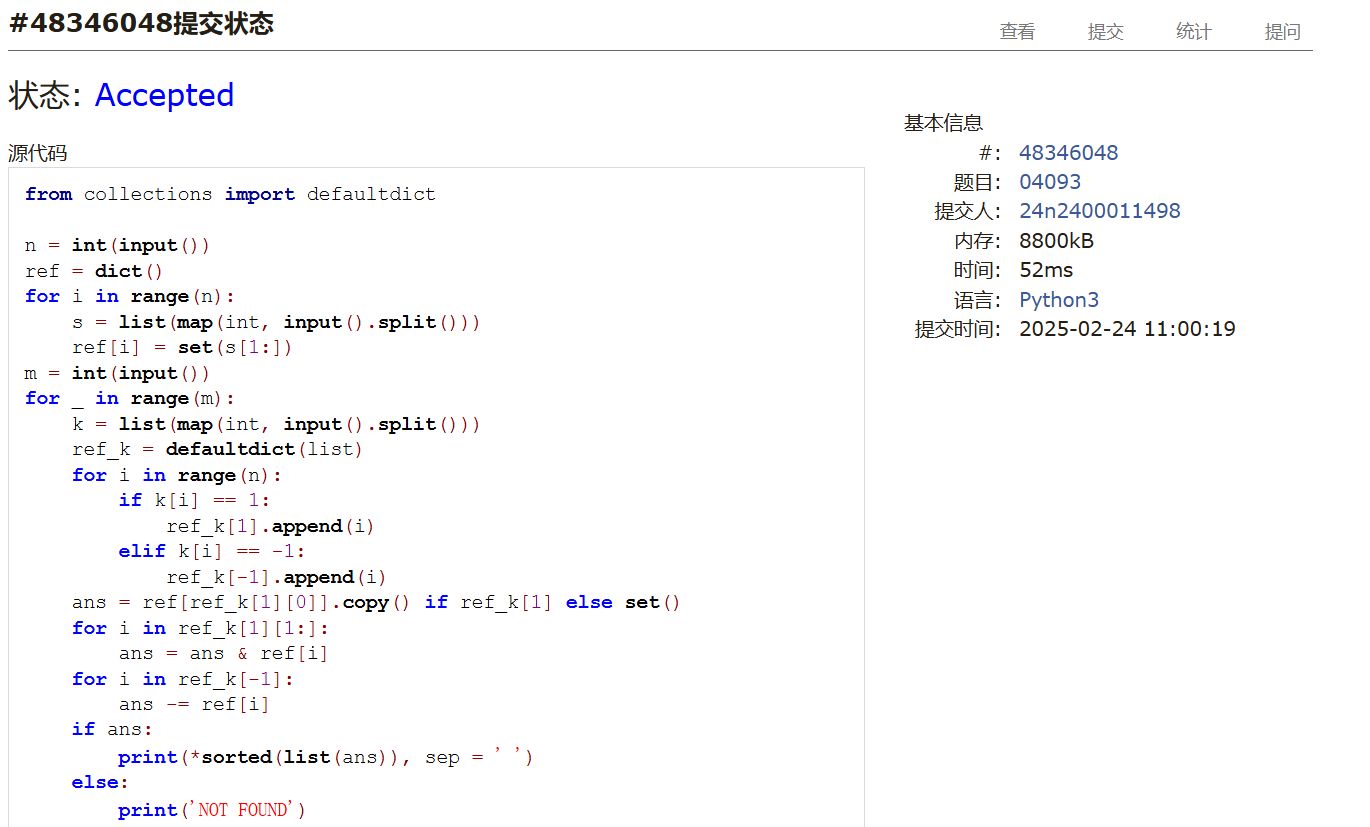 #48346048提交状态
查看 提交 统计 提问
状态: Accepted
源代码
from collections import defaultdict

n = int(input())
ref = dict()
for i in range(n):
    s = list(map(int, input().split()))
    ref[i] = set(s[1:])
m = int(input())
for _ in range(m):
    k = list(map(int, input().split()))
    ref_k = defaultdict(list)
    for i in range(n):
        if k[i] == 1:
            ref_k[1].append(i)
        elif k[i] == -1:
            ref_k[-1].append(i)
    ans = ref[ref_k[1][0]].copy() if ref_k[1] else set()
    for i in ref_k[1][1:]:
        ans = ans & ref[i]
    for i in ref_k[-1]:
        ans -= ref[i]
    if ans:
        print(*sorted(list(ans)), sep = ' ')
    else:
        print('NOT FOUND')
基本信息
#: 48346048
题目: 04093
提交人: 24n2400011498
内存: 8800kB
时间: 52ms
语言: Python3
提交时间: 2025-02-24 11:00:19